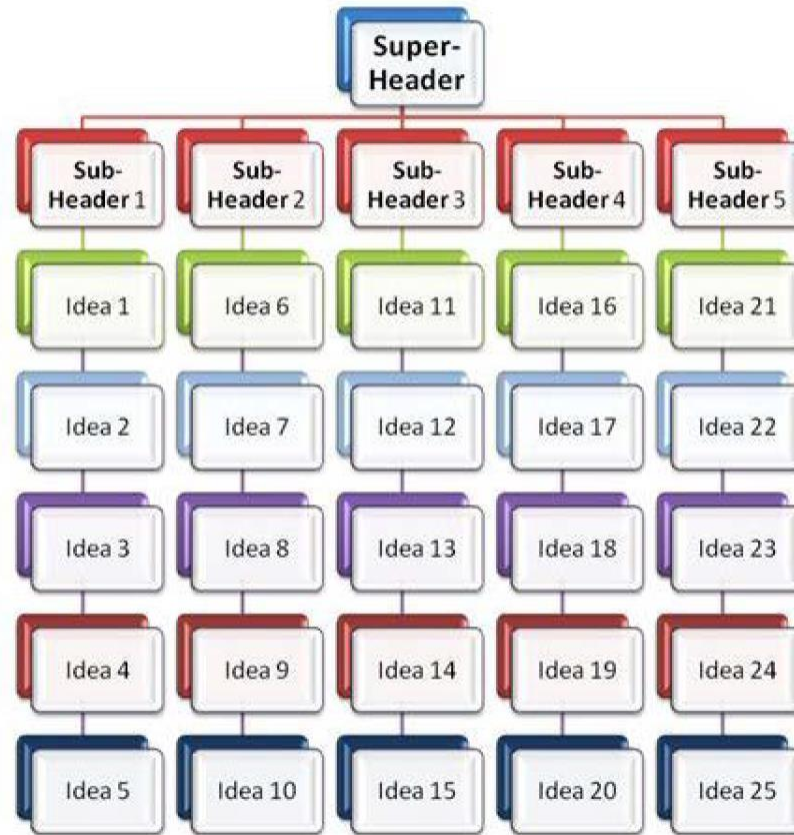 Super-
Header
Sub-
Header 1
Sub-
Header 2
Sub-
Header 3
Sub-
Header 4
Sub-
Header 5
Idea 1
Idea 6
Idea 11
Idea 16
Idea 21
Idea 2
Idea 7
Idea 12
Idea 17
Idea 22
Idea 3
Idea 8
Idea 13
Idea 18
Idea 23
Idea 4
Idea 9
Idea 14
Idea 19
Idea 24
Idea 5
Idea 10
Idea 15
Idea 20
Idea 25